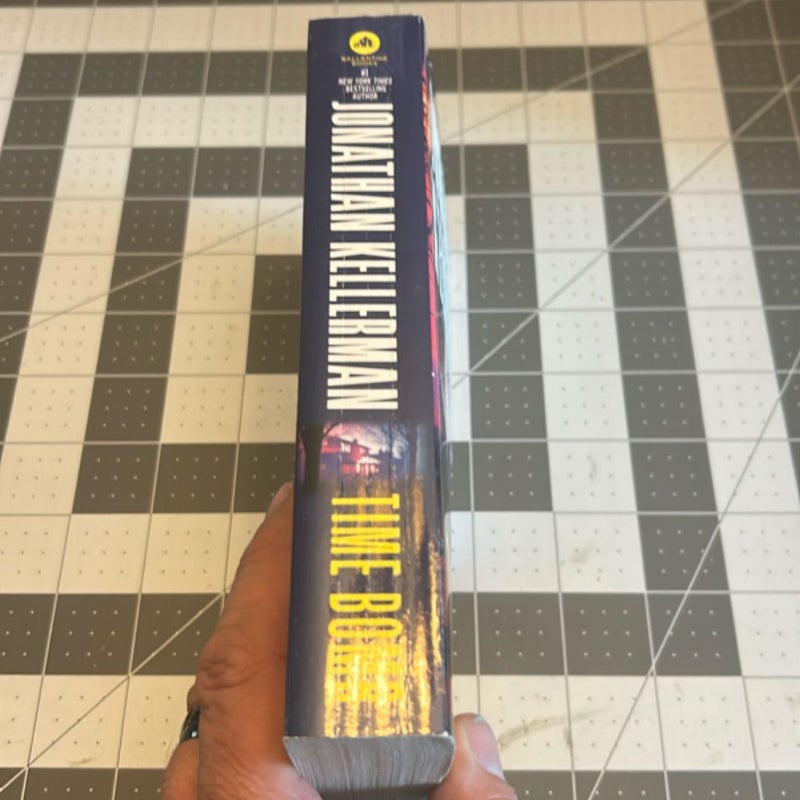 BALLANTINE
BOOKS
#1
NEW YORK TIMES
BESTSELLING
AUTHOR
JONATHAN KELLERMAN
TIME BOMB